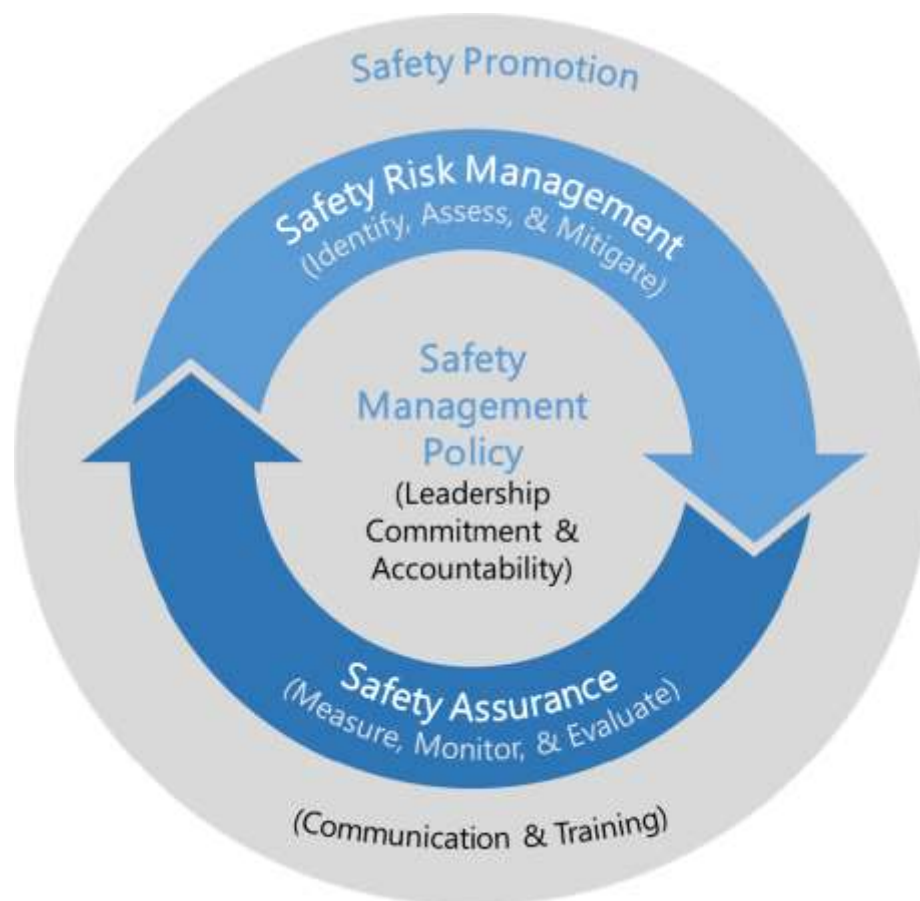 Safety Promotion
Safety Risk Management
(Identify, Assess, & Mitigate)
Safety
Management
Policy
(Leadership
Commitment &
Accountability)
Safety Assurance
(Measure, Monitor, & Evaluate)
(Communication & Training)